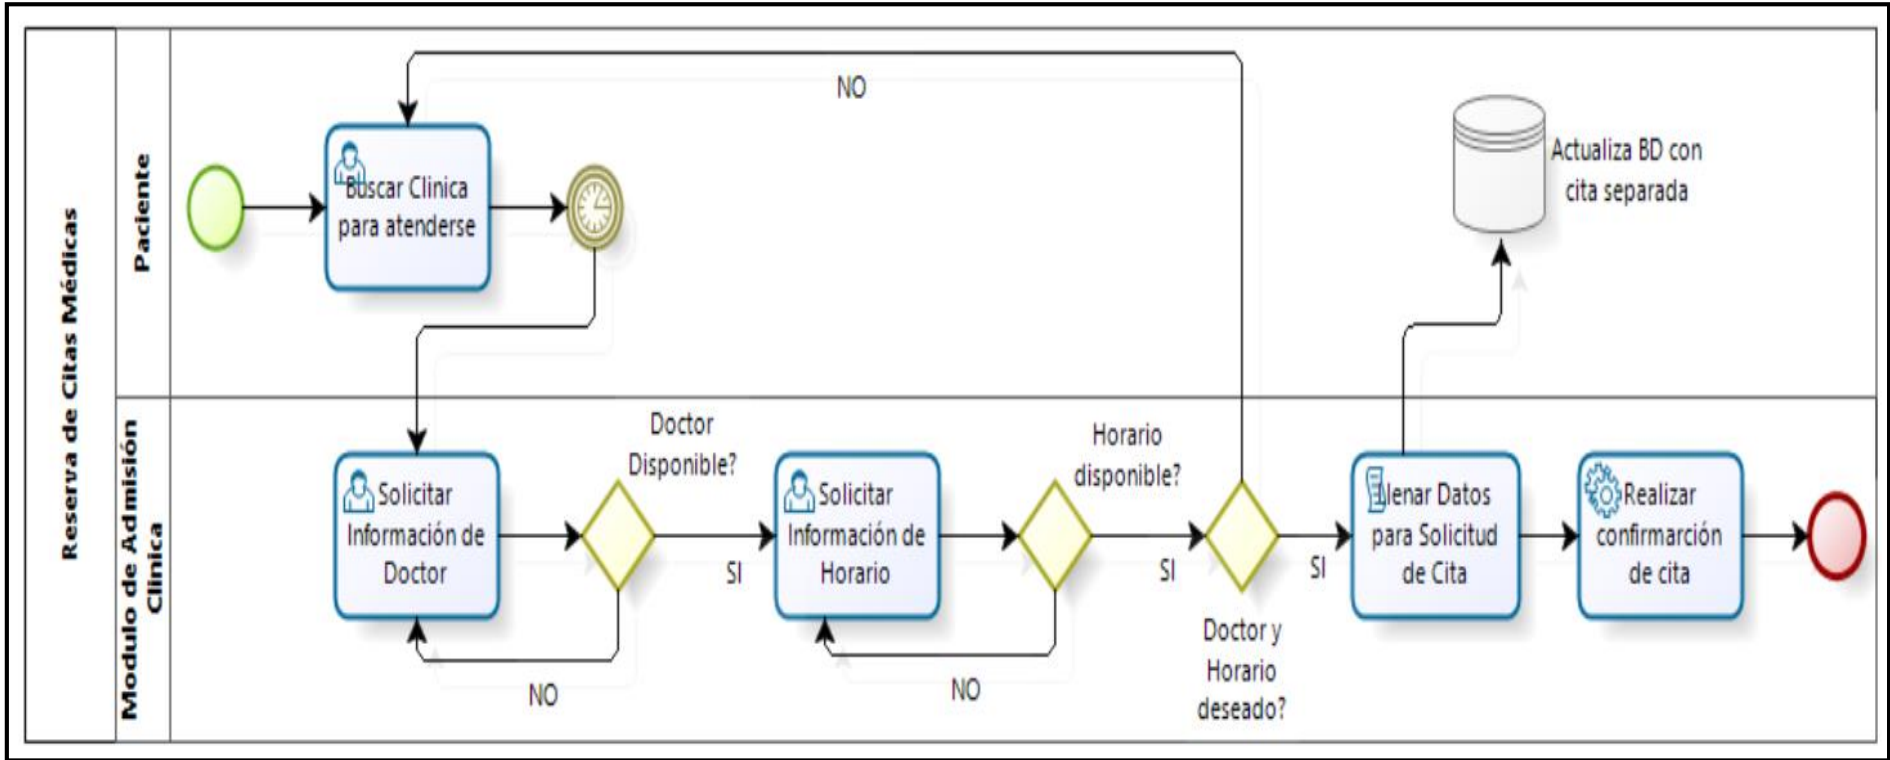 Reserva de Citas Médicas
Paciente
NO
Buscar Clinica
para atenderse
Actualiza BD con
cita separada
Modulo de Admisión
Clinica
Solicitar
Información de
Doctor
Doctor
Disponible?
SI
NO
Solicitar
Información de
Horario
Horario
disponible?
SI
NO
Doctor y
Horario
deseado?
SI
Llenar Datos
para Solicitud
de Cita
Realizar
confirmarción
de cita